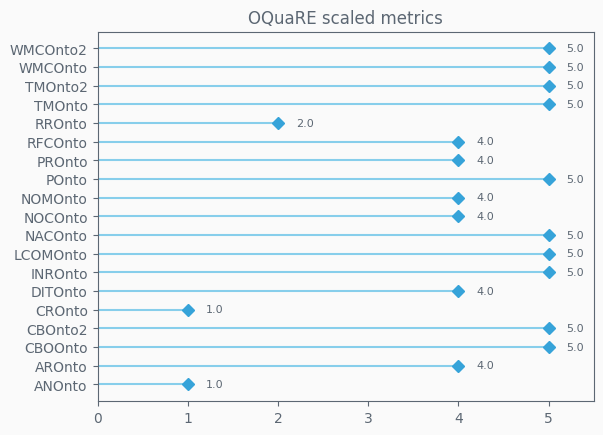 OQuaRE scaled metrics
WMCOnto2 5.0
WMCOnto 5.0
TMOnto2 5.0
TMOnto 5.0
RROnto 2.0
RFCOnto 4.0
PROnto 4.0
POnto 5.0
NOMOnto 4.0
NOCOnto 4.0
NACOnto 5.0
LCOMOnto 5.0
INROnto 5.0
DITOnto 4.0
CROnto 1.0
CBOnto2 5.0
CBOOnto 5.0
AROnto 4.0
ANOnto 1.0
0 1 2 3 4 5